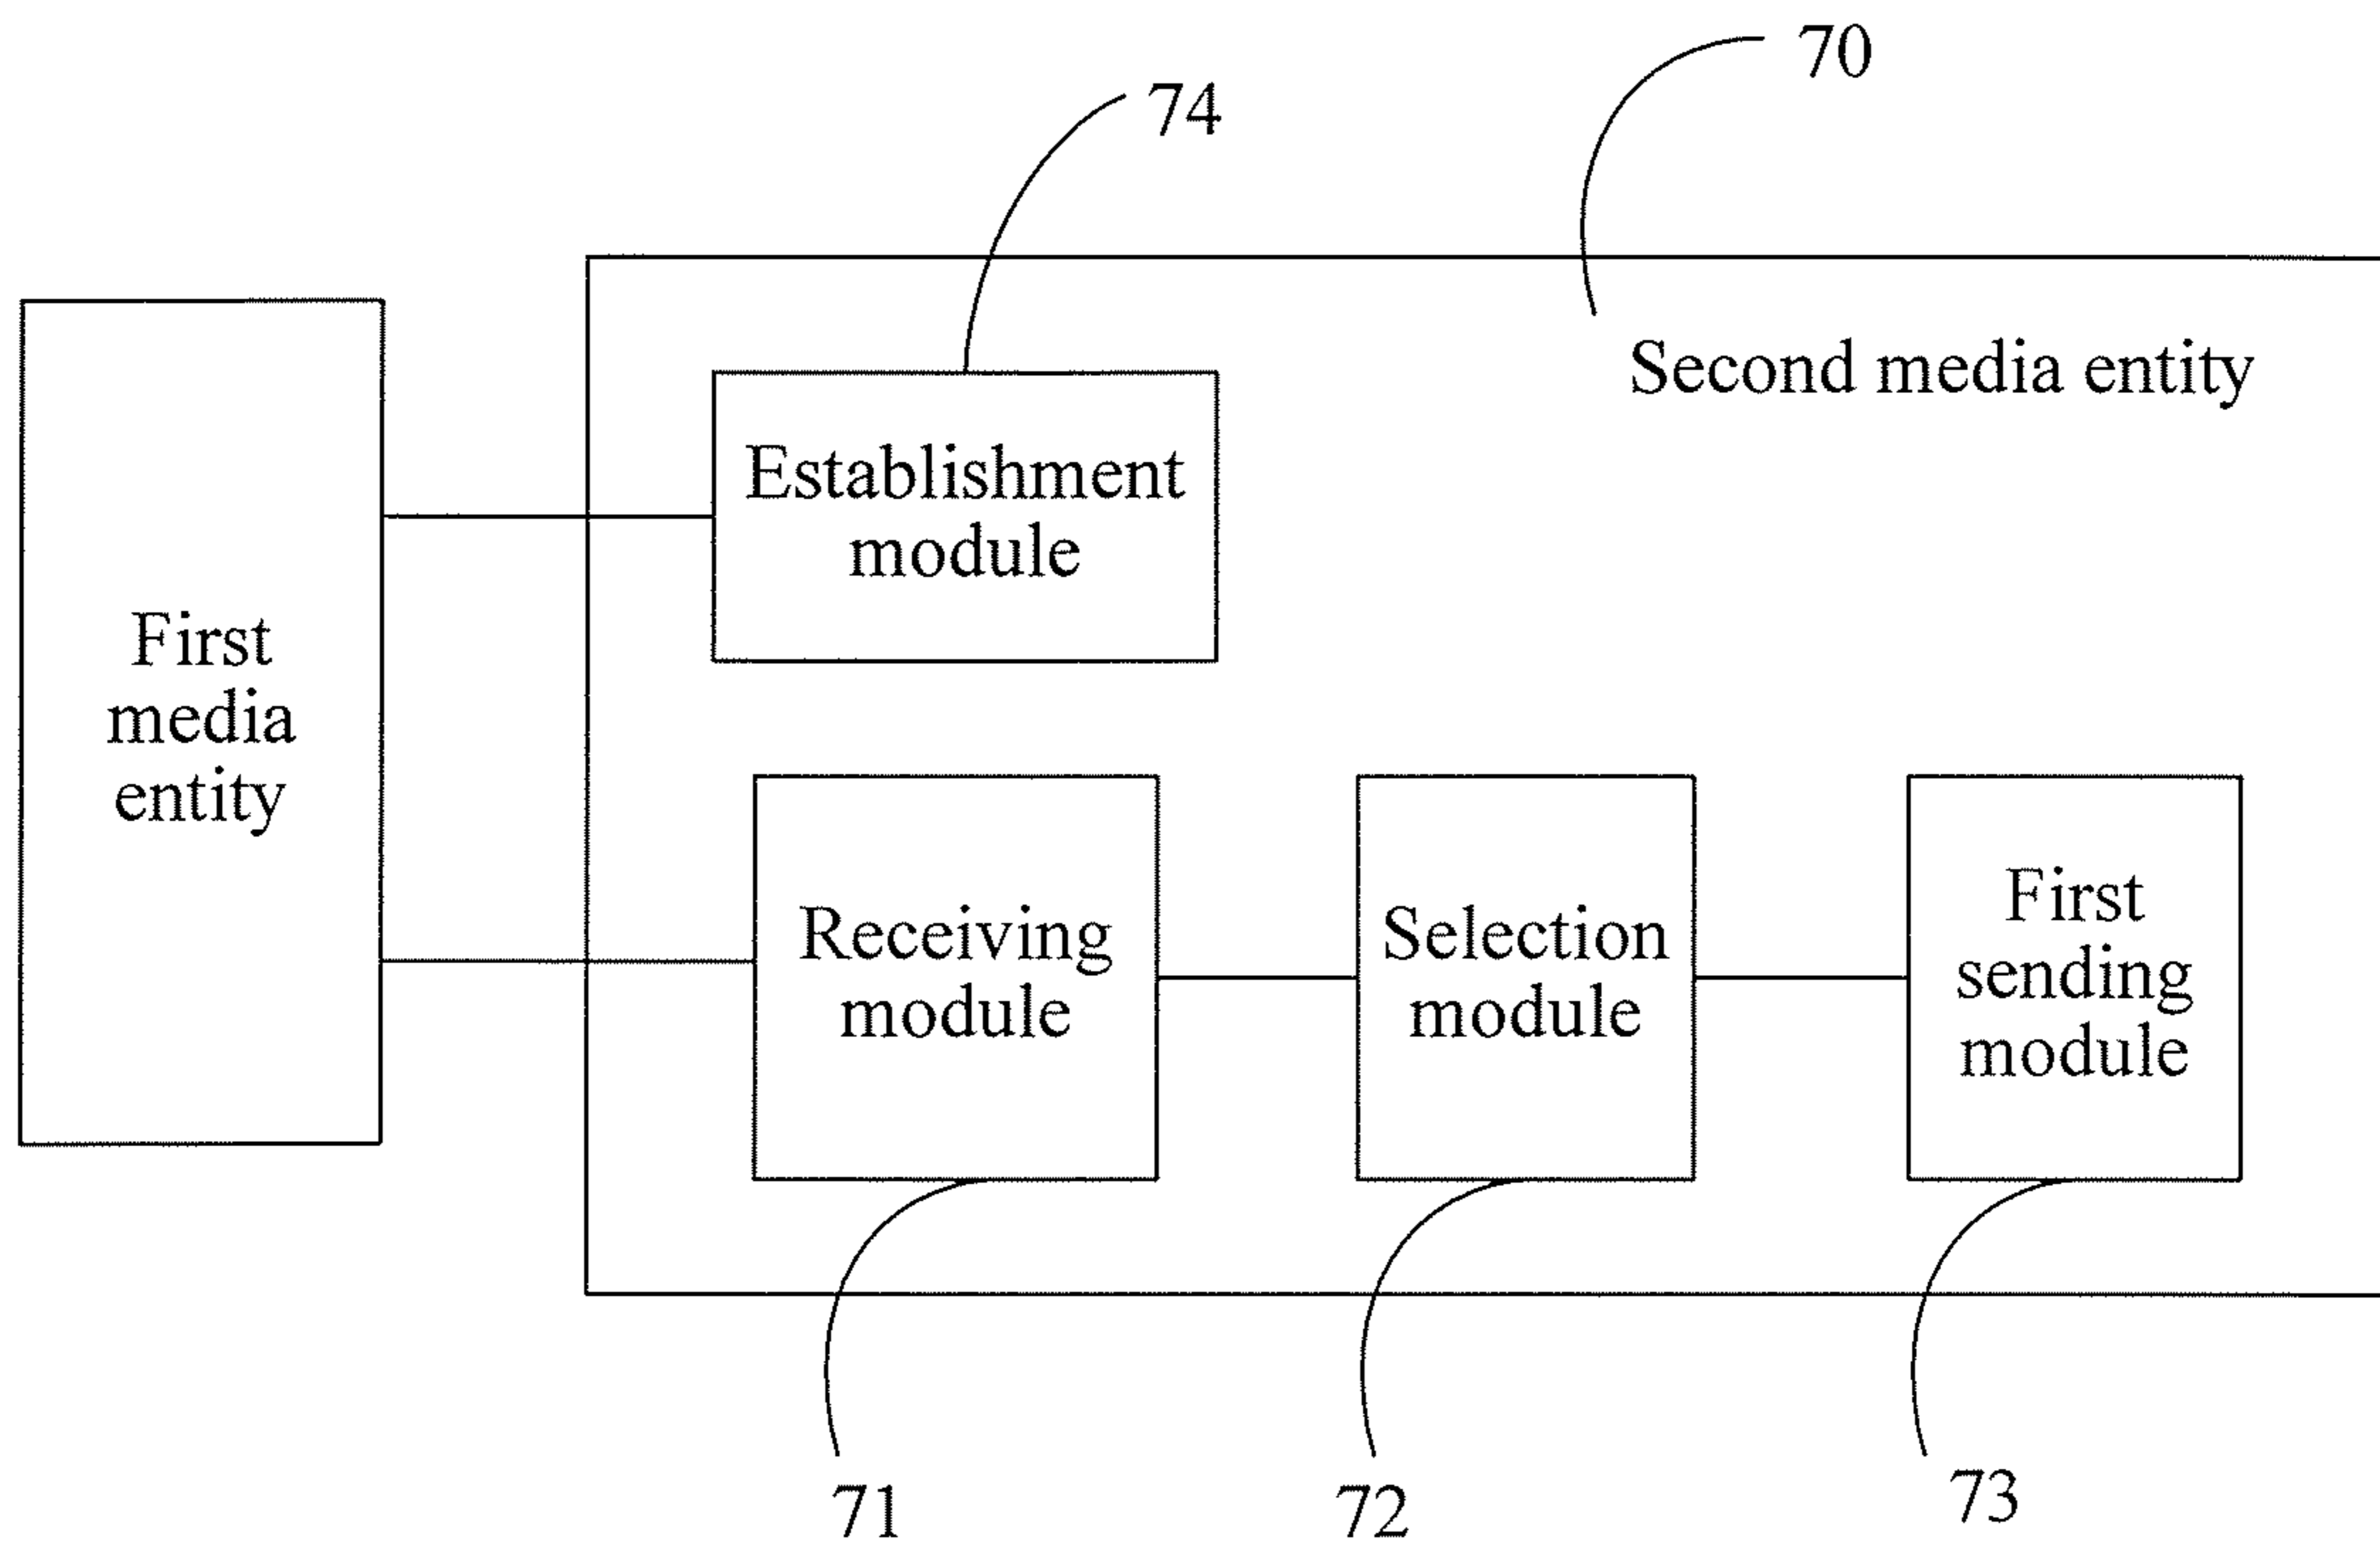 70
74
Second media entity
Establishment
module
First
media
entity
Receiving
module
Selection
module
First
sending
module
71
72
73